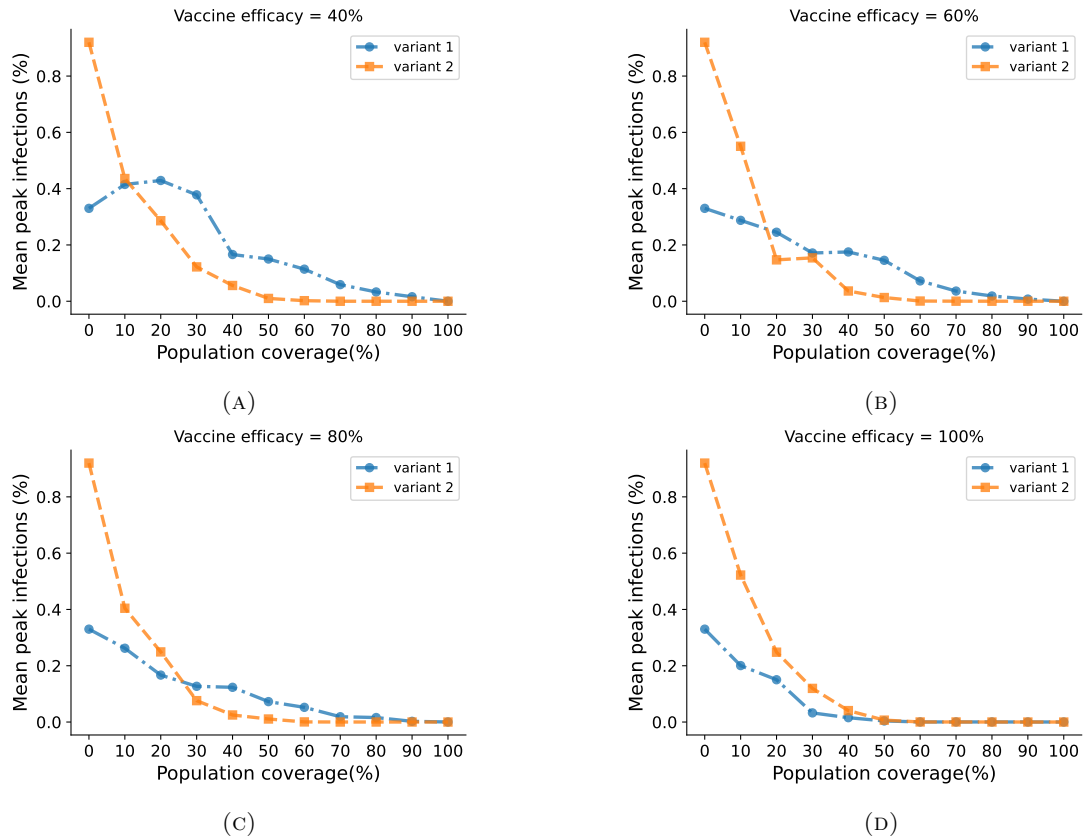 Vaccine efficacy = 40%
Mean peak infections (%)
0.8
0.6
0.4
0.2
0.0
variant 1
variant 2
0 10 20 30 40 50 60 70 80 90 100
Population coverage(%)
(A)
Vaccine efficacy = 60%
Mean peak infections (%)
0.8
0.6
0.4
0.2
0.0
variant 1
variant 2
0 10 20 30 40 50 60 70 80 90 100
Population coverage(%)
(B)
Vaccine efficacy = 80%
Mean peak infections (%)
0.8
0.6
0.4
0.2
0.0
variant 1
variant 2
0 10 20 30 40 50 60 70 80 90 100
Population coverage(%)
(C)
Vaccine efficacy = 100%
Mean peak infections (%)
0.8
0.6
0.4
0.2
0.0
variant 1
variant 2
0 10 20 30 40 50 60 70 80 90 100
Population coverage(%)
(D)